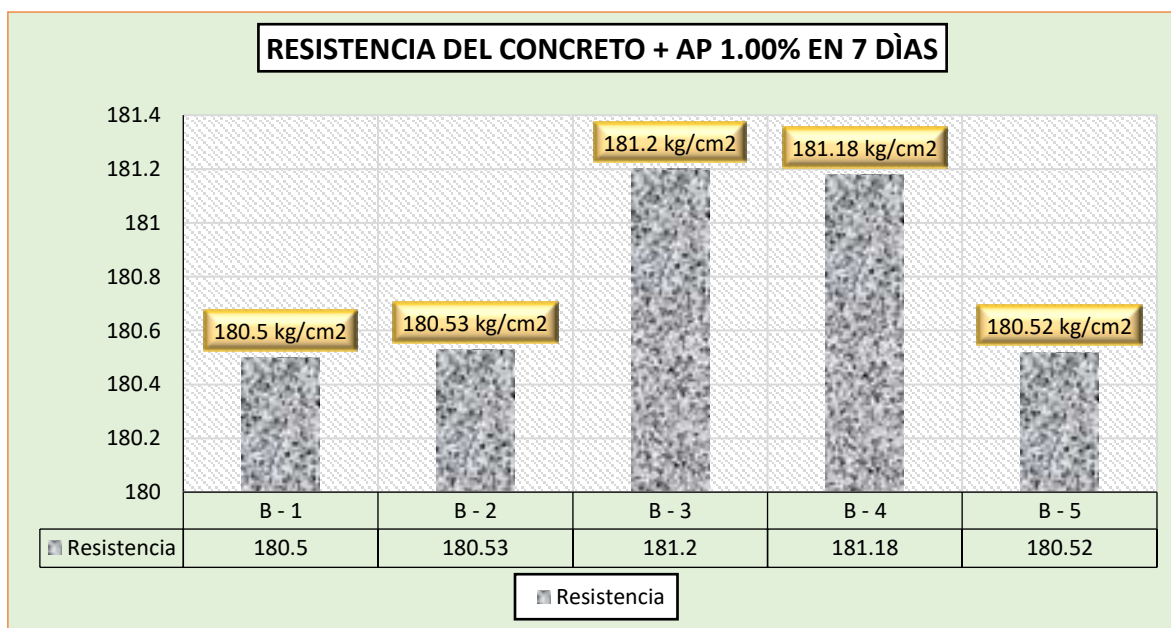 RESISTENCIA DEL CONCRETO + AP 1.00% EN 7 DÌAS
181.4
181.2
181
180.8
180.6
180.4
180.2
180
180.5 kg/cm2
180.53 kg/cm2
181.2 kg/cm2
181.18 kg/cm2
180.52 kg/cm2
B - 1 B - 2 B - 3 B - 4 B - 5
Resistencia 180.5 180.53 181.2 181.18 180.52
Resistencia